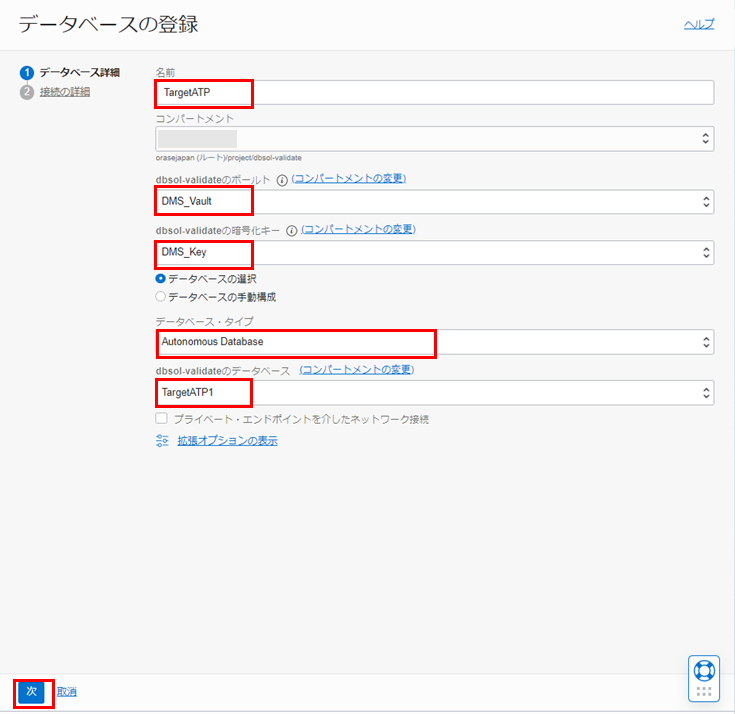 データベースの登録
ヘルプ
1 データベース詳細
2 接続の詳細
名前
TargetATP
コンパートメント
orasejapan (ルート)/project/dbsol-validate
dbsol-validateのボールト (コンパートメントの変更)
DMS_Vault
dbsol-validateの暗号化キー (コンパートメントの変更)
DMS_Key
データベースの選択
データベースの手動構成
データベース・タイプ
Autonomous Database
dbsol-validateのデータベース (コンパートメントの変更)
TargetATP1
プライベート・エンドポイントを介したネットワーク接続
拡張オプションの表示
次 取消